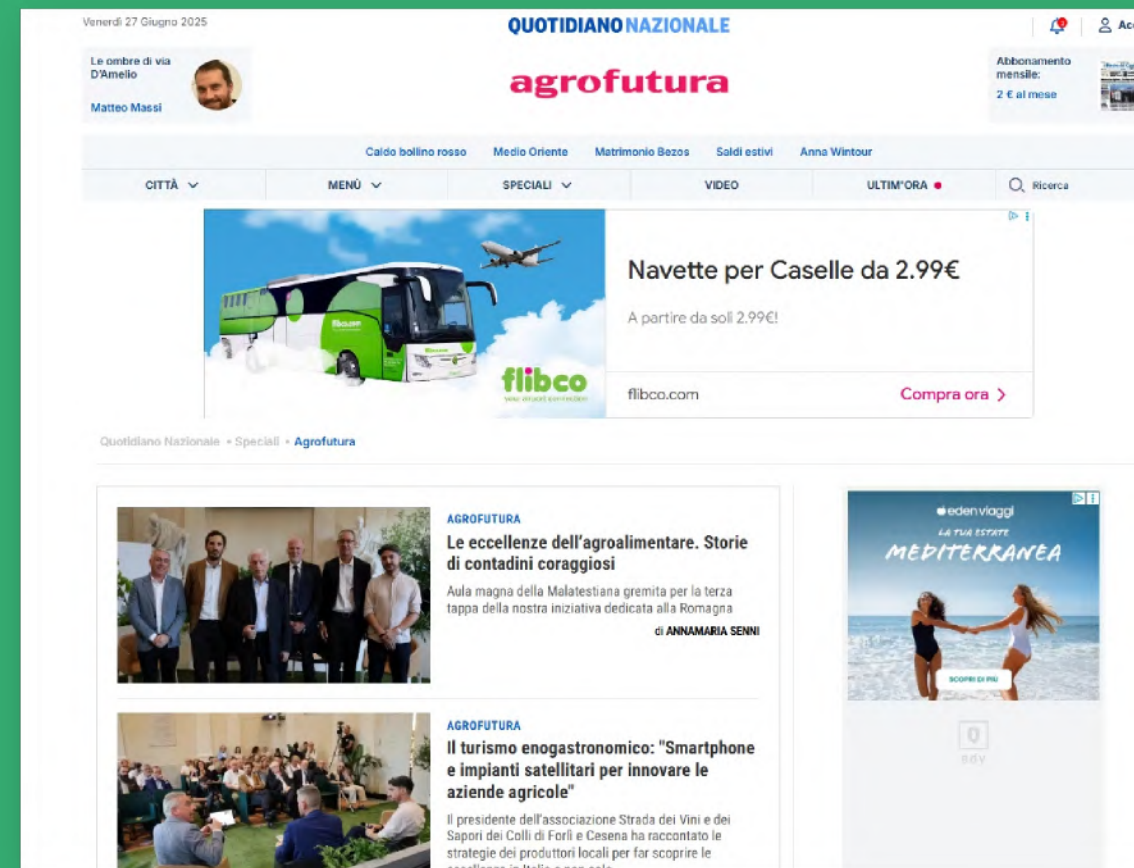 Venerdì 27 Giugno 2025
QUOTIDIANO NAZIONALE
Le ombre di via
D'Amelio
Matteo Massi
agrofutura
Abbonamento
mensile:
2 € al mese
Caldo bollino rosso
Medio Oriente
Matrimonio Bezos
Saldi estivi
Anna Wintour
CITTÀ
MENÙ
SPECIALI
VIDEO
ULTIM'ORA
Ricerca
flibco
Navette per Caselle da 2.99€
A partire da soli 2.99€!
flibco.com
Compra ora
Quotidiano Nazionale • Speciali • Agrofutura
AGROFUTURA
Le eccellenze dell'agroalimentare. Storie
di contadini coraggiosi
Aula magna della Malatestiana gremita per la terza
tappa della nostra iniziativa dedicata alla Romagna
di ANNAMARIA SENNI
AGROFUTURA
Il turismo enogastronomico: "Smartphone
e impianti satellitari per innovare le
aziende agricole"
Il presidente dell'associazione Strada dei Vini e dei
Sapori dei Colli di Forlì e Cesena ha raccontato le
strategie dei produttori locali per far scoprire le
edenviaggi
LA TUA ESTATE
MEDITERRANEA
SCOPRI DI PIÙ
Q
adv